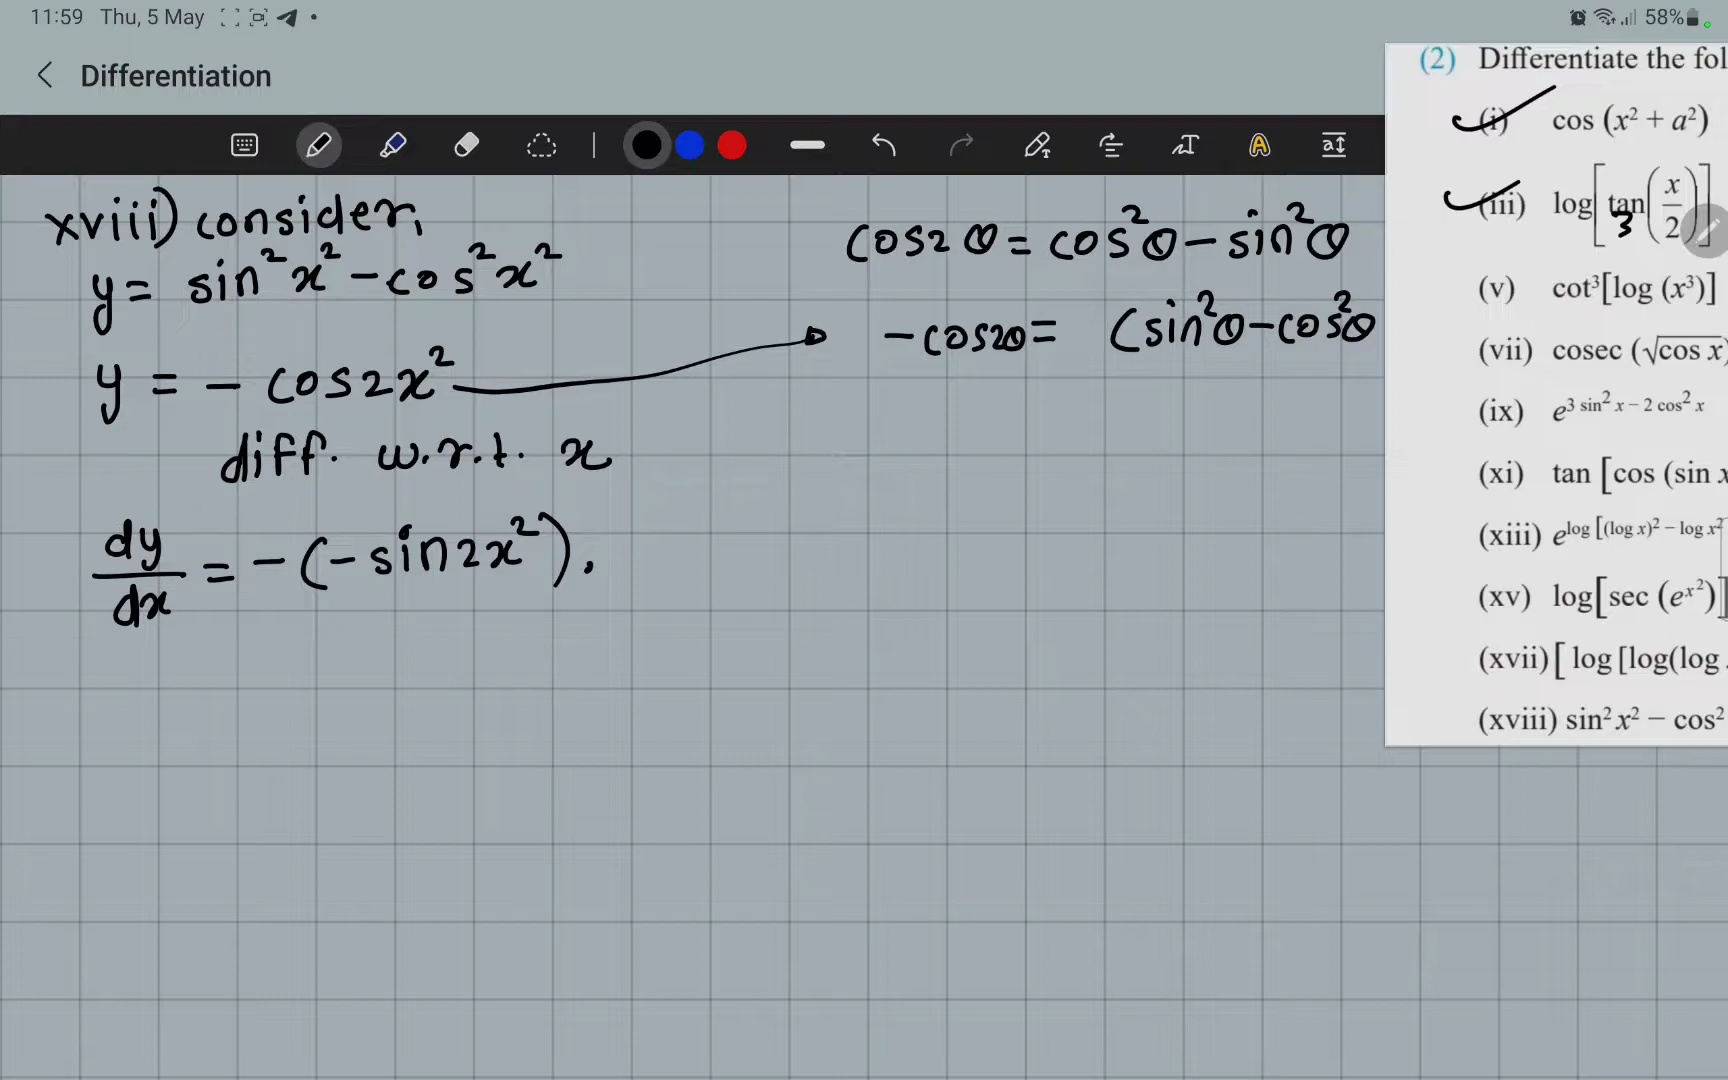 11:59 Thu, 5 May
58%
Differentiation
xviii) consider,
y = sin²x² - cos²x²
y = - cos2x²
diff. w.r.t. x
dy/dx = -(-sin2x²).
cos2θ = cos²θ - sin²θ
-cos2θ = (sin²θ - cos²θ
(2) Differentiate the fol
(i) cos (x² + a²)
(iii) log[tan(x/2)]
3
(v) cot³[log (x³)]
(vii) cosec (√cos x)
(ix) e^(3 sin² x – 2 cos² x)
(xi) tan [cos (sin x
(xiii) e^(log [(log x)² – log x²
(xv) log[sec (e^(x²))]
(xvii) [ log [log(log
(xviii) sin² x² – cos²